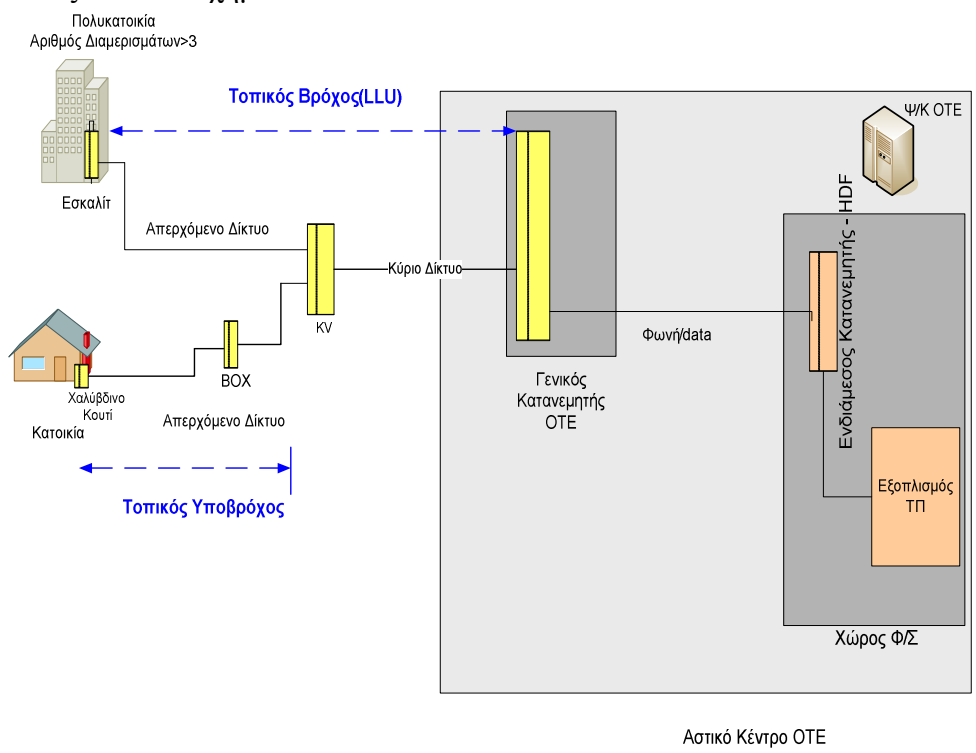 Πολυκατοικία
Αριθμός Διαμερισμάτων>3
Τοπικός Βρόχος(LLU)
Ψ/Κ ΟΤΕ
Εσκαλίτ
Απερχόμενο Δίκτυο
Κύριο Δίκτυο
KV
Φωνή/data
Ενδιάμεσος Κατανεμητής - HDF
BOX
Γενικός
Κατανεμητής
ΟΤΕ
Χαλύβδινο
Κουτί
Κατοικία
Απερχόμενο Δίκτυο
Εξοπλισμός
ΤΠ
Τοπικός Υποβρόχος
Χώρος Φ/Σ
Αστικό Κέντρο ΟΤΕ